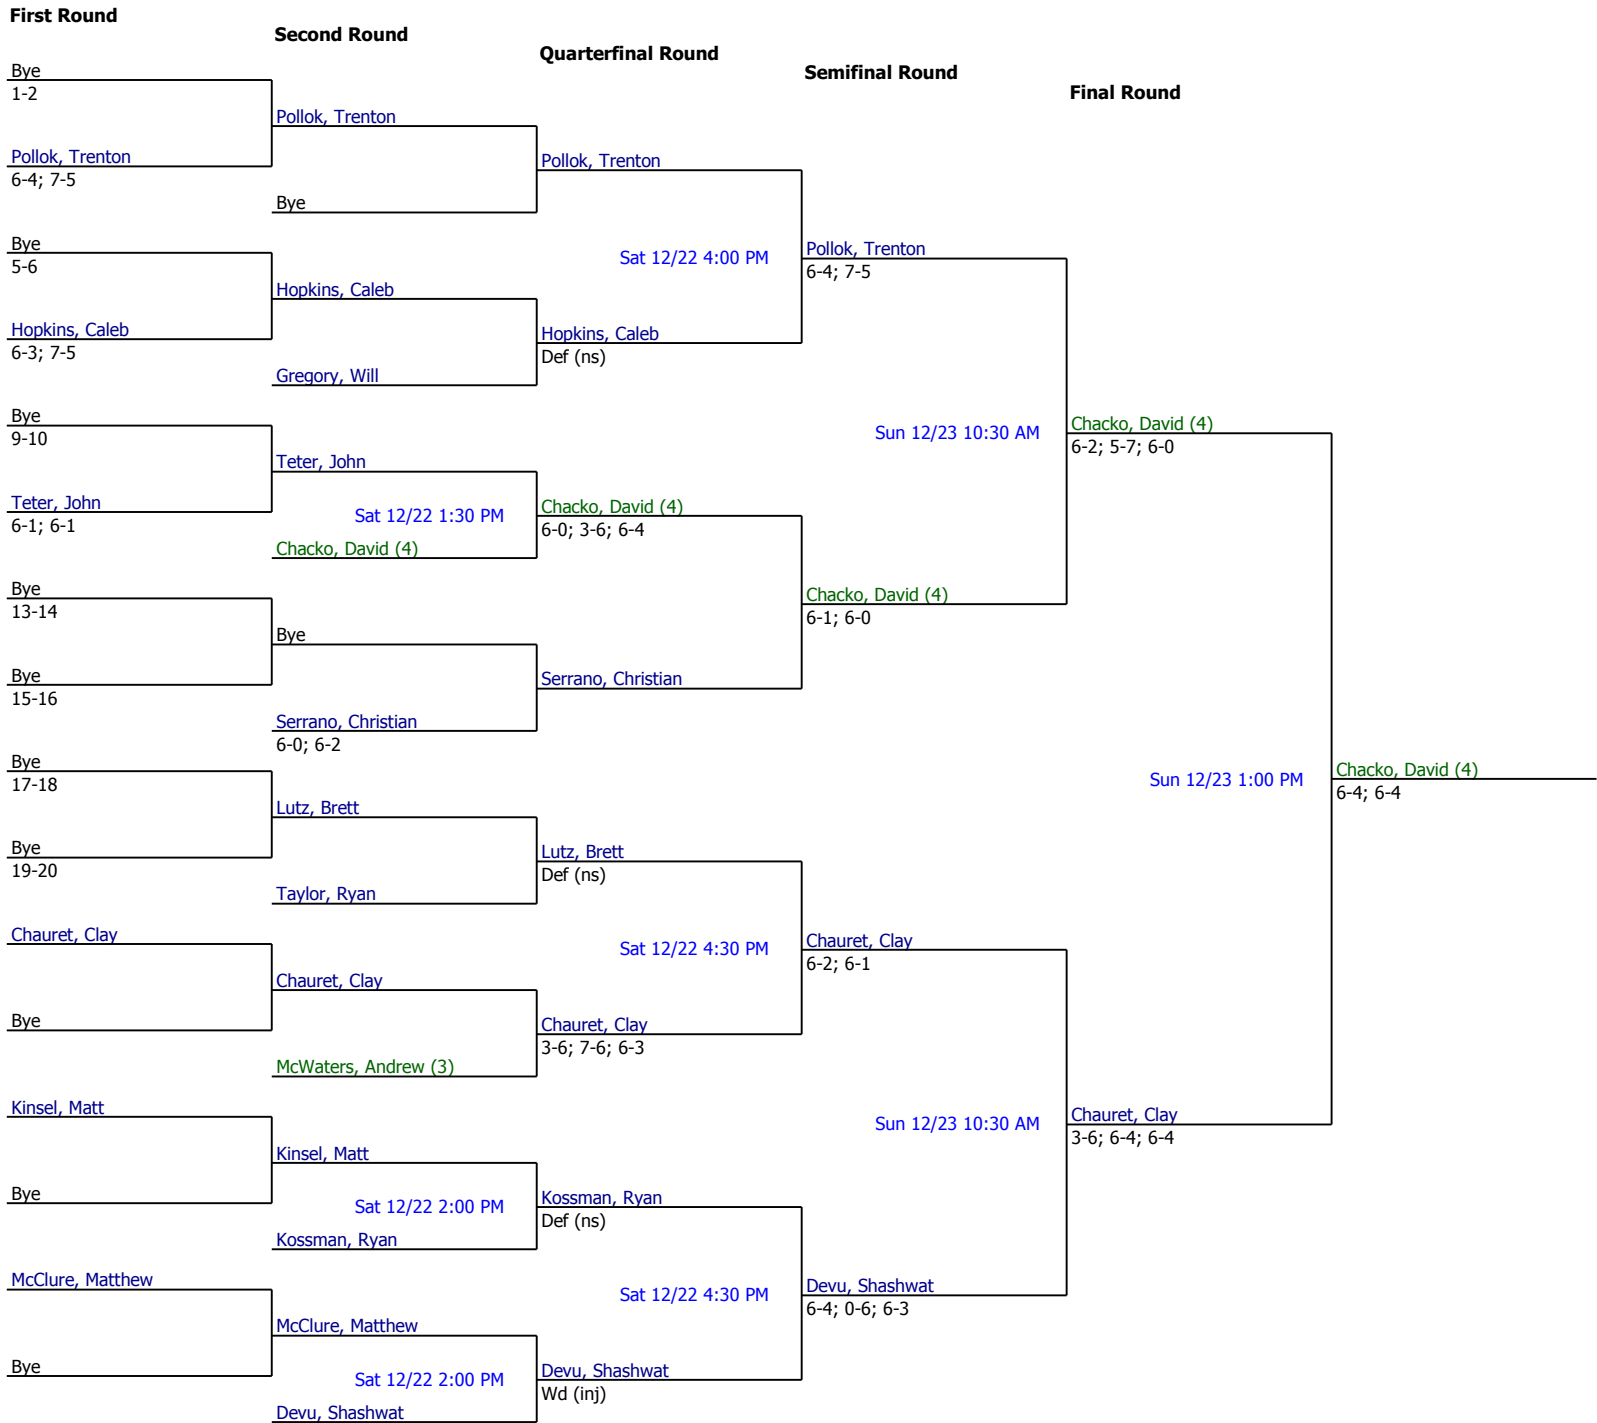 First Round
Second Round
Quarterfinal Round
Semifinal Round
Final Round
Bye
1-2
Pollok, Trenton
Pollok, Trenton
6-4; 7-5
Pollok, Trenton
Bye
Bye
5-6
Pollok, Trenton
6-4; 7-5
Sat 12/22 4:00 PM
Hopkins, Caleb
Hopkins, Caleb
6-3; 7-5
Hopkins, Caleb
Def (ns)
Gregory, Will
Bye
9-10
Sun 12/23 10:30 AM
Chacko, David (4)
6-2; 5-7; 6-0
Teter, John
Teter, John
6-1; 6-1
Sat 12/22 1:30 PM
Chacko, David (4)
6-0; 3-6; 6-4
Chacko, David (4)
Bye
13-14
Chacko, David (4)
6-1; 6-0
Bye
Bye
15-16
Serrano, Christian
Serrano, Christian
6-0; 6-2
Bye
17-18
Sun 12/23 1:00 PM
Chacko, David (4)
6-4; 6-4
Lutz, Brett
Bye
19-20
Lutz, Brett
Def (ns)
Taylor, Ryan
Chauret, Clay
Sat 12/22 4:30 PM
Chauret, Clay
6-2; 6-1
Chauret, Clay
Bye
Chauret, Clay
3-6; 7-6; 6-3
McWaters, Andrew (3)
Kinsel, Matt
Sun 12/23 10:30 AM
Chauret, Clay
3-6; 6-4; 6-4
Kinsel, Matt
Bye
Sat 12/22 2:00 PM
Kossman, Ryan
Def (ns)
Kossman, Ryan
McClure, Matthew
Sat 12/22 4:30 PM
Devu, Shashwat
6-4; 0-6; 6-3
McClure, Matthew
Bye
Sat 12/22 2:00 PM
Devu, Shashwat
Wd (inj)
Devu, Shashwat